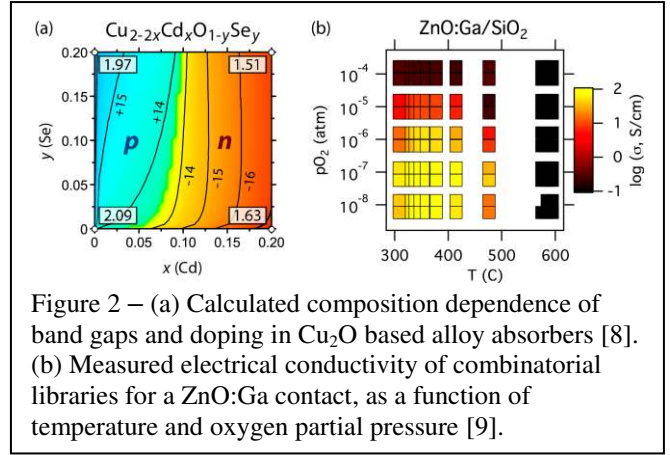 (a) Cu₂₋₂ₓCdₓO₁₋ᵧSeᵧ
0.20
0.15
0.10
0.05
0
y (Se)
1.97
1.51
2.09
1.63
+15
+14
-14
-15
-16
p
n
0 0.05 0.10 0.15 0.20
x (Cd)
(b) ZnO:Ga/SiO₂
pO₂ (atm)
10⁻⁴
10⁻⁵
10⁻⁶
10⁻⁷
10⁻⁸
300 400 500 600
T (C)
2
1
0
-1
log (σ, S/cm)
Figure 2 – (a) Calculated composition dependence of
band gaps and doping in Cu₂O based alloy absorbers [8].
(b) Measured electrical conductivity of combinatorial
libraries for a ZnO:Ga contact, as a function of
temperature and oxygen partial pressure [9].